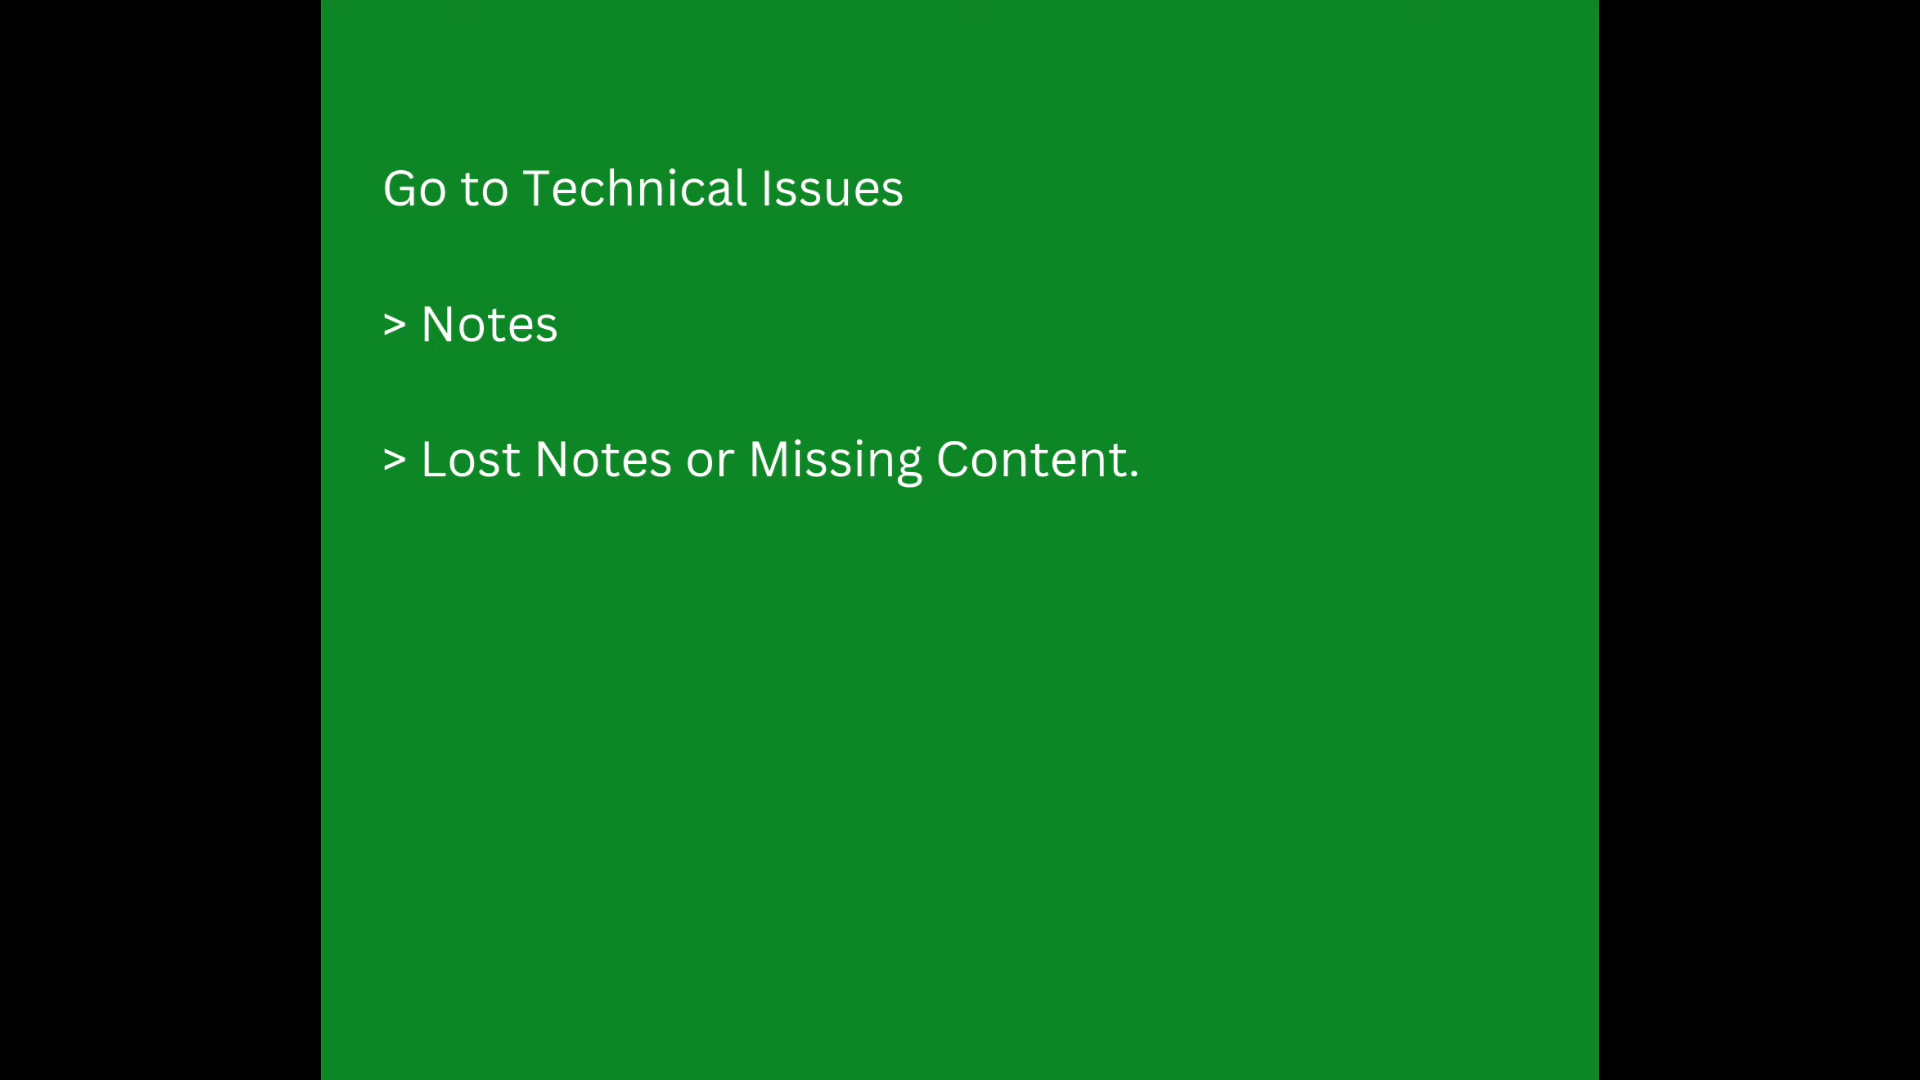 Go to Technical Issues
> Notes
> Lost Notes or Missing Content.